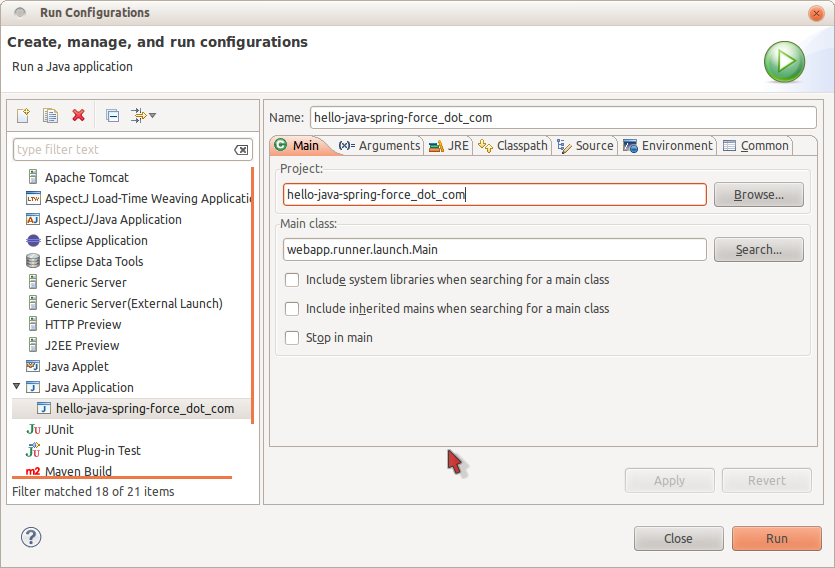 Run Configurations
Create, manage, and run configurations
Run a Java application
Name: hello-java-spring-force_dot_com
type filter text
Main (x)= Arguments JRE Classpath Source Environment Common
Apache Tomcat
AspectJ Load-Time Weaving Applicatio
AspectJ/Java Application
Eclipse Application
Eclipse Data Tools
Generic Server
Generic Server(External Launch)
HTTP Preview
J2EE Preview
Java Applet
Java Application
hello-java-spring-force_dot_com
JUnit
JUnit Plug-in Test
m2 Maven Build
Filter matched 18 of 21 items
Project:
hello-java-spring-force_dot_com Browse...
Main class:
webapp.runner.launch.Main Search...
Include system libraries when searching for a main class
Include inherited mains when searching for a main class
Stop in main
Apply Revert
? Close Run